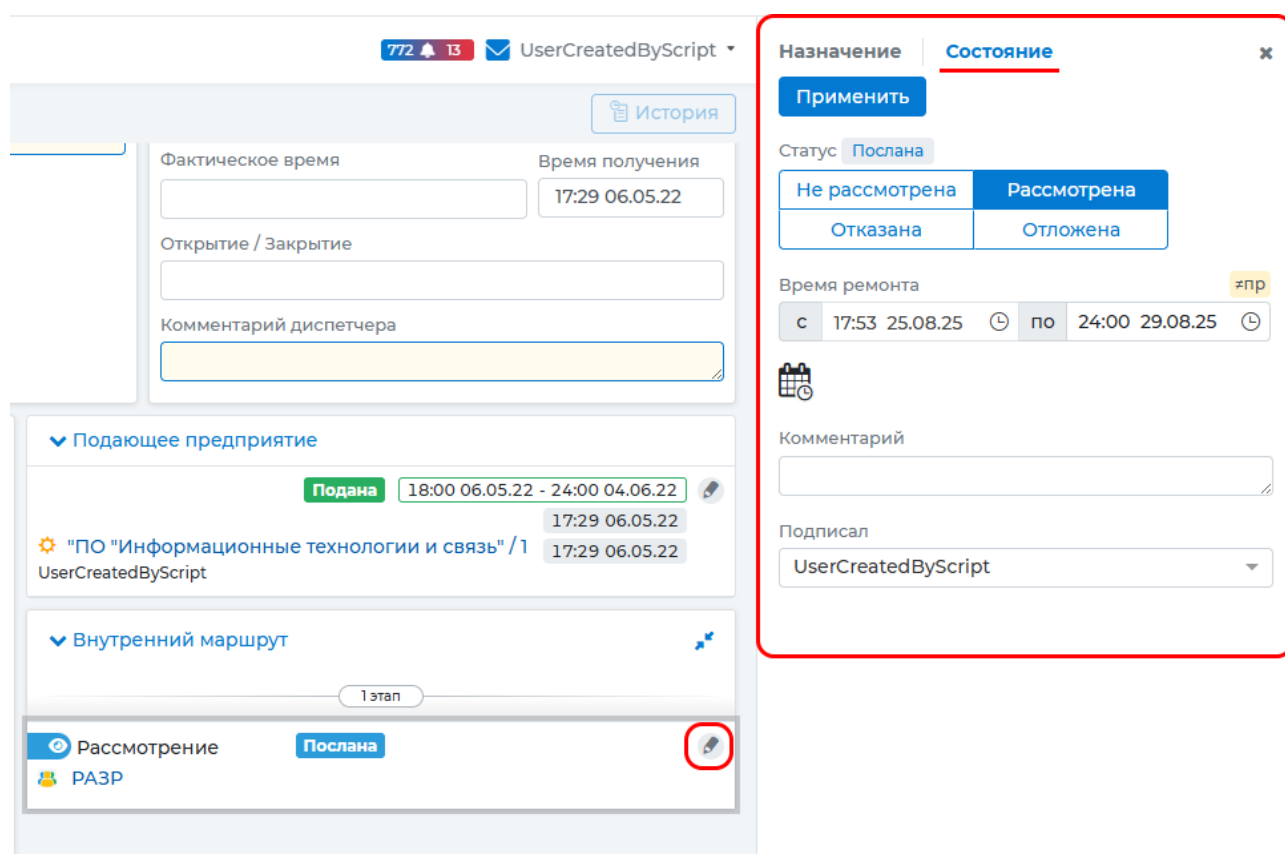 772 13 UserCreatedByScript
История
Фактическое время Время получения
17:29 06.05.22
Открытие / Закрытие
Комментарий диспетчера
Подающее предприятие
Подана 18:00 06.05.22 - 24:00 04.06.22
17:29 06.05.22
"ПО "Информационные технологии и связь" / 1 17:29 06.05.22
UserCreatedByScript
Внутренний маршрут
1 этап
Рассмотрение Послана
РАЗР
Назначение Состояние
Применить
Статус Послана
Не рассмотрена Рассмотрена
Отказана Отложена
Время ремонта ≠пр
с 17:53 25.08.25 по 24:00 29.08.25
Комментарий
Подписал
UserCreatedByScript